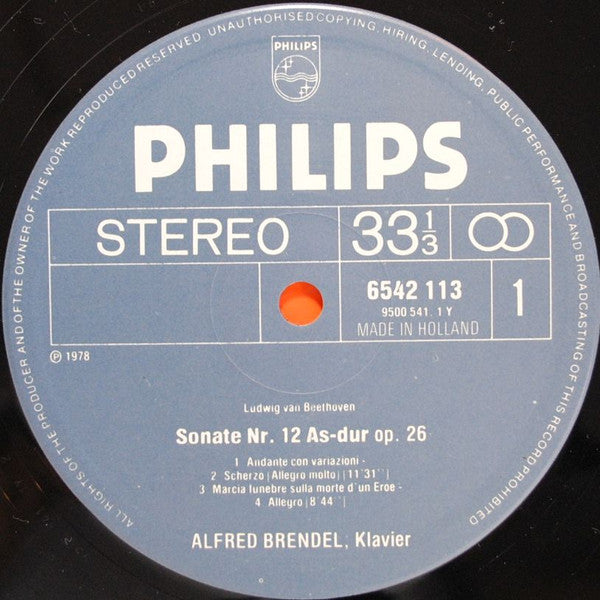 ALL RIGHTS OF THE PRODUCER AND OF THE OWNER OF THE WORK REPRODUCED RESERVED. UNAUTHORISED COPYING, HIRING, LENDING, PUBLIC PERFORMANCE AND BROADCASTING OF THIS RECORD PROHIBITED
PHILIPS
PHILIPS
STEREO 33 1/3
6542 113 1
9500 541. 1 Y
MADE IN HOLLAND
Ⓟ 1978
Ludwig van Beethoven
Sonate Nr. 12 As-dur op. 26
1 Andante con variazioni -
2 Scherzo (Allegro molto) (11'31'')
3 Marcia funebre sulla morte d'un Eroe -
4 Allegro (8'44'')
ALFRED BRENDEL, Klavier